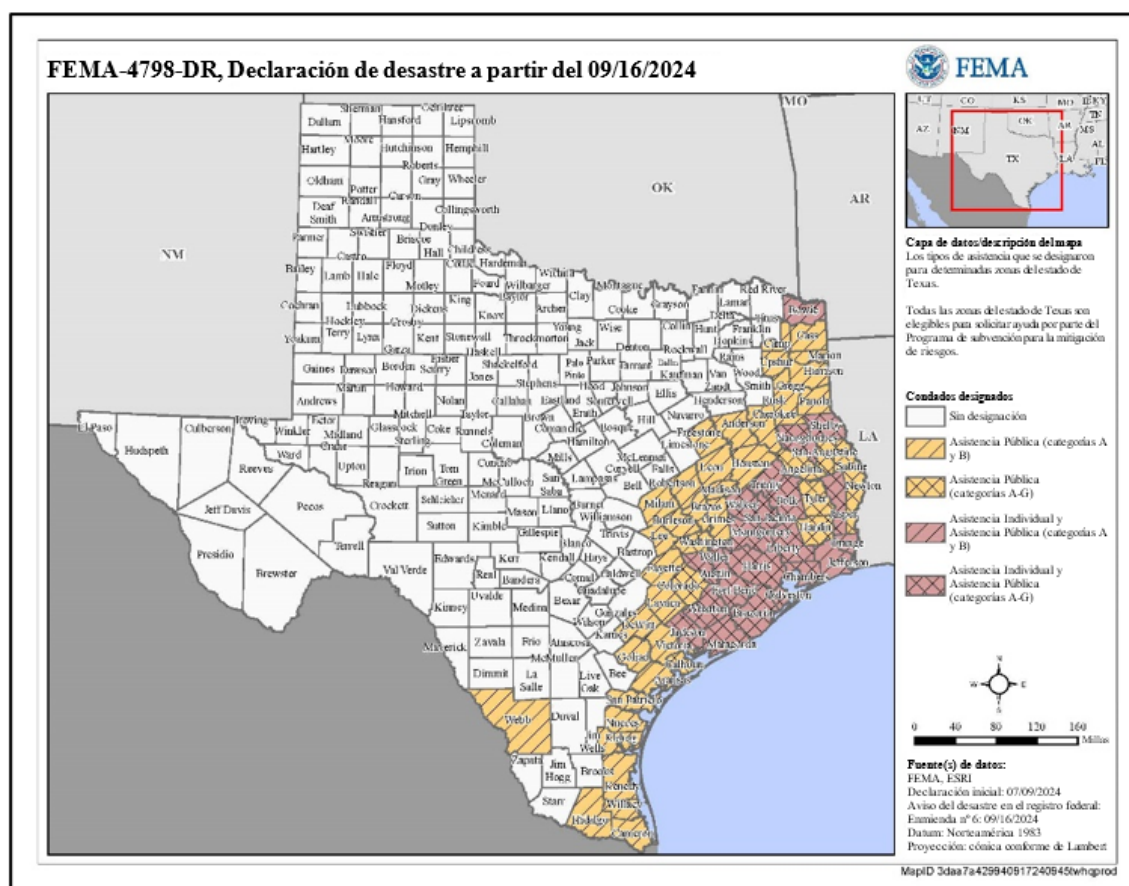 FEMA-4798-DR, Declaración de desastre a partir del 09/16/2024
FEMA
MO
OK
AR
NM
LA
UT CO KS MO
KY
AZ NM OK AR TN
MS
TX AL
LA
Sherman
Dallam Hansford Lipscomb
Hartley Moore Hutchinson Hemphill
Roberts
Oldham Potter Gray Wheeler
Randall Carson
Deaf Smith Armstrong Collingsworth
Donley
Parmer Swisher Briscoe Hall Childress
Castro
Bailey Lamb Hale Floyd Motley Foard Wilbarger Wichita
Hardeman
Cochran Lubbock Dickens King Knox Baylor Archer Clay Montague Cooke Grayson Fannin Lamar Red River Bowie
Hockley Crosby Delta
Yoakum Terry Lynn Garza Kent Stonewall Haskell Throckmorton Young Jack Wise Denton Collin Hunt Hopkins Franklin Cass
Rockwall Rains Camp Marion
Gaines Dawson Borden Scurry Fisher Jones Shackelford Stephens Palo Pinto Parker Tarrant Dallas Kaufman Van Zandt Wood Upshur Harrison
Smith Gregg
Andrews Martin Howard Mitchell Nolan Taylor Callahan Eastland Erath Hood Somervell Johnson Ellis Henderson Rusk Panola
El Paso Hudspeth Culberson Winkler Ector Midland Glasscock Sterling Coke Runnels Coleman Brown Comanche Bosque Hill Navarro Anderson Cherokee Shelby
Reeves Ward Crane Upton Reagan Irion Tom Green Concho McCulloch Mills Hamilton McLennan Limestone Freestone Nacogdoches
San Saba Lampasas Coryell Falls Leon Houston Angelina Sabine
Jeff Davis Pecos Crockett Schleicher Menard Mason Llano Burnet Bell Robertson Madison Trinity Polk Tyler Newton
Sutton Kimble Gillespie Williamson Milam Burleson Brazos Grimes Walker San Jacinto Jasper
Presidio Brewster Terrell Val Verde Edwards Kerr Blanco Travis Lee Washington Montgomery Liberty Hardin Orange
Real Bandera Kendall Hays Bastrop Fayette Austin Waller Harris Chambers Jefferson
Kinney Uvalde Medina Bexar Comal Guadalupe Caldwell Gonzales Lavaca Colorado Fort Bend Galveston
Maverick Zavala Frio Atascosa Wilson Karnes DeWitt Wharton Brazoria
Dimmit La Salle McMullen Live Oak Bee Goliad Victoria Jackson Matagorda
Calhoun
Aransas
Webb Duval San Patricio
Nueces
Jim Wells Kleberg
Zapata Jim Hogg Brooks Kenedy
Starr Willacy
Hidalgo
Cameron
Capa de datos/descripción del mapa
Los tipos de asistencia que se designaron
para determinadas zonas del estado de
Texas.
Todas las zonas del estado de Texas son
elegibles para solicitar ayuda por parte del
Programa de subvención para la mitigación
de riesgos.
Condados designados
Sin designación
Asistencia Pública (categorías A
y B)
Asistencia Pública
(categorías A-G)
Asistencia Individual y
Asistencia Pública (categorías A
y B)
Asistencia Individual y
Asistencia Pública
(categorías A-G)
N
W E
S
0 40 80 120 160
Millas
Fuente(s) de datos:
FEMA, ESRI
Declaración inicial: 07/09/2024
Aviso del desastre en el registro federal:
Enmienda nº 6: 09/16/2024
Datum: Norteamérica 1983
Proyección: cónica conforme de Lambert
MapID 3daa7a429940917240945twhqprod